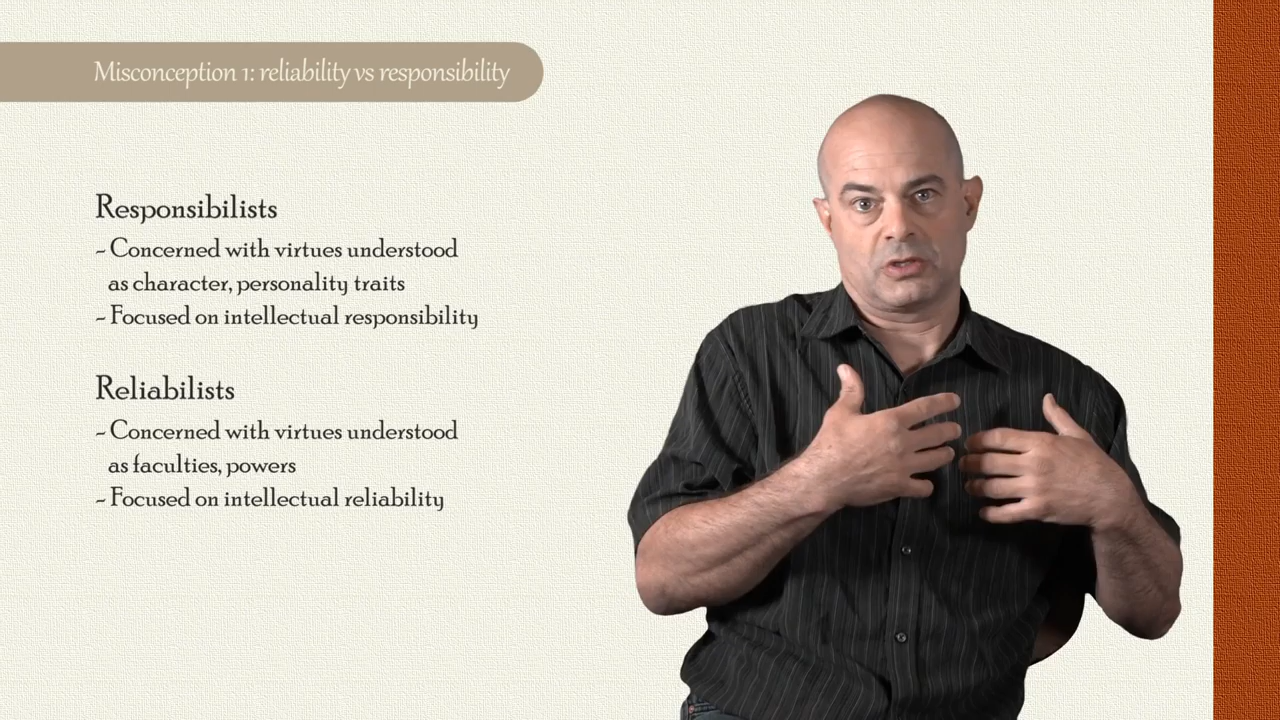 Misconception 1: reliability vs responsibility
Responsibilists
- Concerned with virtues understood
as character, personality traits
- Focused on intellectual responsibility
Reliabilists
- Concerned with virtues understood
as faculties, powers
- Focused on intellectual reliability